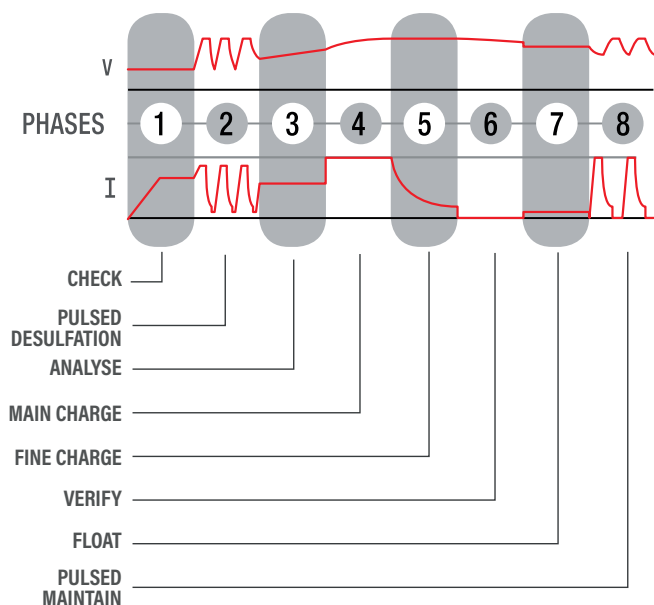 V
PHASES 1 2 3 4 5 6 7 8
I
CHECK
PULSED
DESULFATION
ANALYSE
MAIN CHARGE
FINE CHARGE
VERIFY
FLOAT
PULSED
MAINTAIN